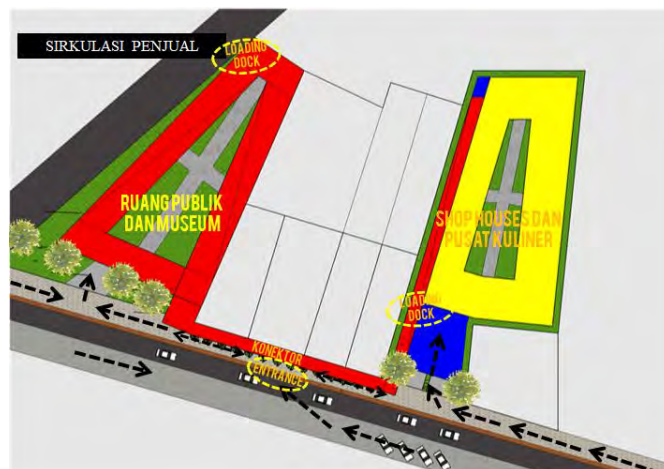 SIRKULASI PENJUAL
LOADING
DOCK
RUANG PUBLIK
DAN MUSEUM
SHOP HOUSES DAN
PUSAT KULINER
LOADING
DOCK
KONEKTOR
ENTRANCE